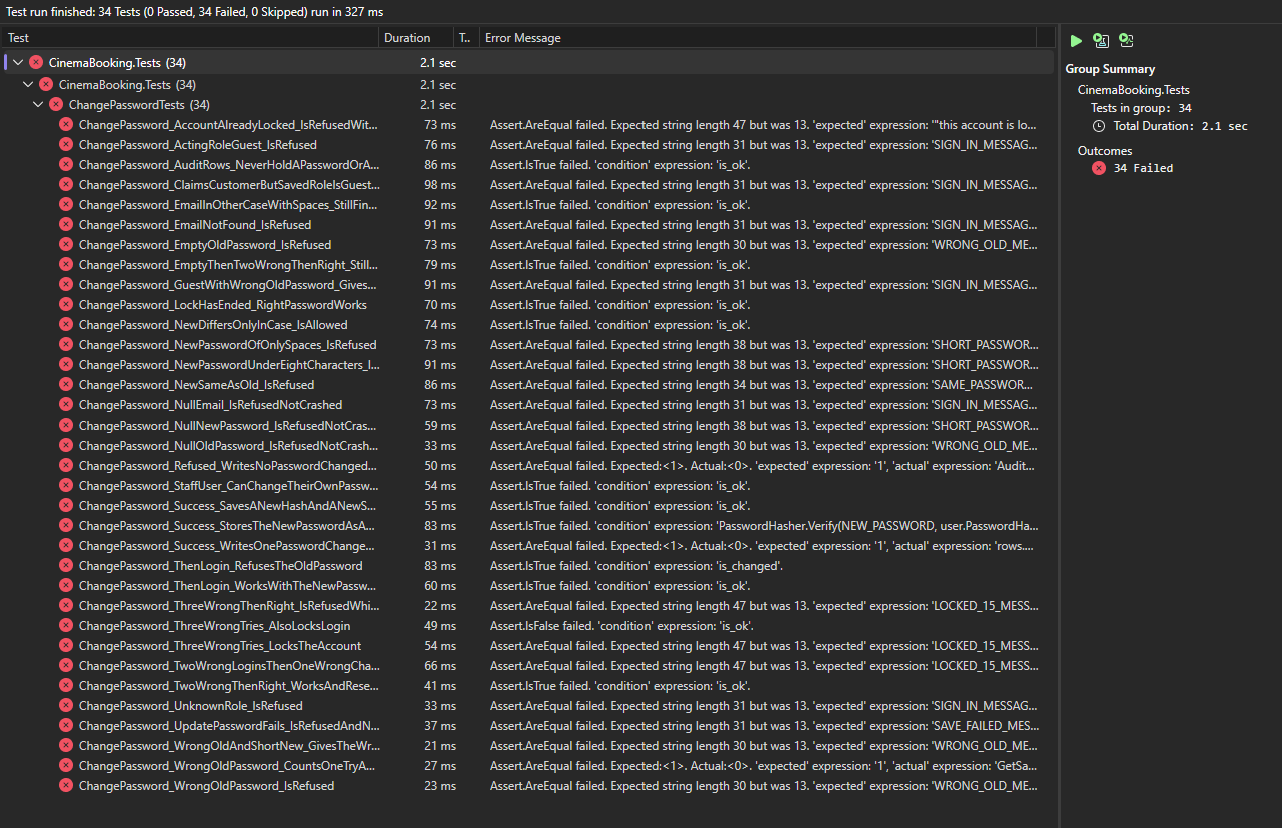 Test run finished: 34 Tests (0 Passed, 34 Failed, 0 Skipped) run in 327 ms
Test Duration T.. Error Message
CinemaBooking.Tests (34) 2.1 sec
CinemaBooking.Tests (34) 2.1 sec
ChangePasswordTests (34) 2.1 sec
ChangePassword_AccountAlreadyLocked_IsRefusedWit... 73 ms Assert.AreEqual failed. Expected string length 47 but was 13. 'expected' expression: '"this account is lo...
ChangePassword_ActingRoleGuest_IsRefused 76 ms Assert.AreEqual failed. Expected string length 31 but was 13. 'expected' expression: 'SIGN_IN_MESSAG...
ChangePassword_AuditRows_NeverHoldAPasswordOrA... 86 ms Assert.IsTrue failed. 'condition' expression: 'is_ok'.
ChangePassword_ClaimsCustomerButSavedRoleIsGuest... 98 ms Assert.AreEqual failed. Expected string length 31 but was 13. 'expected' expression: 'SIGN_IN_MESSAG...
ChangePassword_EmailInOtherCaseWithSpaces_StillFin... 92 ms Assert.IsTrue failed. 'condition' expression: 'is_ok'.
ChangePassword_EmailNotFound_IsRefused 91 ms Assert.AreEqual failed. Expected string length 31 but was 13. 'expected' expression: 'SIGN_IN_MESSAG...
ChangePassword_EmptyOldPassword_IsRefused 73 ms Assert.AreEqual failed. Expected string length 30 but was 13. 'expected' expression: 'WRONG_OLD_ME...
ChangePassword_EmptyThenTwoWrongThenRight_Still... 79 ms Assert.IsTrue failed. 'condition' expression: 'is_ok'.
ChangePassword_GuestWithWrongOldPassword_Gives... 91 ms Assert.AreEqual failed. Expected string length 31 but was 13. 'expected' expression: 'SIGN_IN_MESSAG...
ChangePassword_LockHasEnded_RightPasswordWorks 70 ms Assert.IsTrue failed. 'condition' expression: 'is_ok'.
ChangePassword_NewDiffersOnlyInCase_IsAllowed 74 ms Assert.IsTrue failed. 'condition' expression: 'is_ok'.
ChangePassword_NewPasswordOfOnlySpaces_IsRefused 73 ms Assert.AreEqual failed. Expected string length 38 but was 13. 'expected' expression: 'SHORT_PASSWOR...
ChangePassword_NewPasswordUnderEightCharacters_I... 91 ms Assert.AreEqual failed. Expected string length 38 but was 13. 'expected' expression: 'SHORT_PASSWOR...
ChangePassword_NewSameAsOld_IsRefused 86 ms Assert.AreEqual failed. Expected string length 34 but was 13. 'expected' expression: 'SAME_PASSWOR...
ChangePassword_NullEmail_IsRefusedNotCrashed 73 ms Assert.AreEqual failed. Expected string length 31 but was 13. 'expected' expression: 'SIGN_IN_MESSAG...
ChangePassword_NullNewPassword_IsRefusedNotCras... 59 ms Assert.AreEqual failed. Expected string length 38 but was 13. 'expected' expression: 'SHORT_PASSWOR...
ChangePassword_NullOldPassword_IsRefusedNotCrash... 33 ms Assert.AreEqual failed. Expected string length 30 but was 13. 'expected' expression: 'WRONG_OLD_ME...
ChangePassword_Refused_WritesNoPasswordChanged... 50 ms Assert.AreEqual failed. Expected:<1>. Actual:<0>. 'expected' expression: '1', 'actual' expression: 'Audit...
ChangePassword_StaffUser_CanChangeTheirOwnPassw... 54 ms Assert.IsTrue failed. 'condition' expression: 'is_ok'.
ChangePassword_Success_SavesANewHashAndANewS... 55 ms Assert.IsTrue failed. 'condition' expression: 'is_ok'.
ChangePassword_Success_StoresTheNewPasswordAsA... 83 ms Assert.IsTrue failed. 'condition' expression: 'PasswordHasher.Verify(NEW_PASSWORD, user.PasswordHa...
ChangePassword_Success_WritesOnePasswordChange... 31 ms Assert.AreEqual failed. Expected:<1>. Actual:<0>. 'expected' expression: '1', 'actual' expression: 'rows....
ChangePassword_ThenLogin_RefusesTheOldPassword 83 ms Assert.IsTrue failed. 'condition' expression: 'is_changed'.
ChangePassword_ThenLogin_WorksWithTheNewPassw... 60 ms Assert.IsTrue failed. 'condition' expression: 'is_ok'.
ChangePassword_ThreeWrongThenRight_IsRefusedWhi... 22 ms Assert.AreEqual failed. Expected string length 47 but was 13. 'expected' expression: 'LOCKED_15_MESS...
ChangePassword_ThreeWrongTries_AlsoLocksLogin 49 ms Assert.IsFalse failed. 'condition' expression: 'is_ok'.
ChangePassword_ThreeWrongTries_LocksTheAccount 54 ms Assert.AreEqual failed. Expected string length 47 but was 13. 'expected' expression: 'LOCKED_15_MESS...
ChangePassword_TwoWrongLoginsThenOneWrongCha... 66 ms Assert.AreEqual failed. Expected string length 47 but was 13. 'expected' expression: 'LOCKED_15_MESS...
ChangePassword_TwoWrongThenRight_WorksAndRese... 41 ms Assert.IsTrue failed. 'condition' expression: 'is_ok'.
ChangePassword_UnknownRole_IsRefused 33 ms Assert.AreEqual failed. Expected string length 31 but was 13. 'expected' expression: 'SIGN_IN_MESSAG...
ChangePassword_UpdatePasswordFails_IsRefusedAndN... 37 ms Assert.AreEqual failed. Expected string length 31 but was 13. 'expected' expression: 'SAVE_FAILED_MES...
ChangePassword_WrongOldAndShortNew_GivesTheWr... 21 ms Assert.AreEqual failed. Expected string length 30 but was 13. 'expected' expression: 'WRONG_OLD_ME...
ChangePassword_WrongOldPassword_CountsOneTryA... 27 ms Assert.AreEqual failed. Expected:<1>. Actual:<0>. 'expected' expression: '1', 'actual' expression: 'GetSa...
ChangePassword_WrongOldPassword_IsRefused 23 ms Assert.AreEqual failed. Expected string length 30 but was 13. 'expected' expression: 'WRONG_OLD_ME...
Group Summary
CinemaBooking.Tests
Tests in group: 34
Total Duration: 2.1 sec
Outcomes
34 Failed